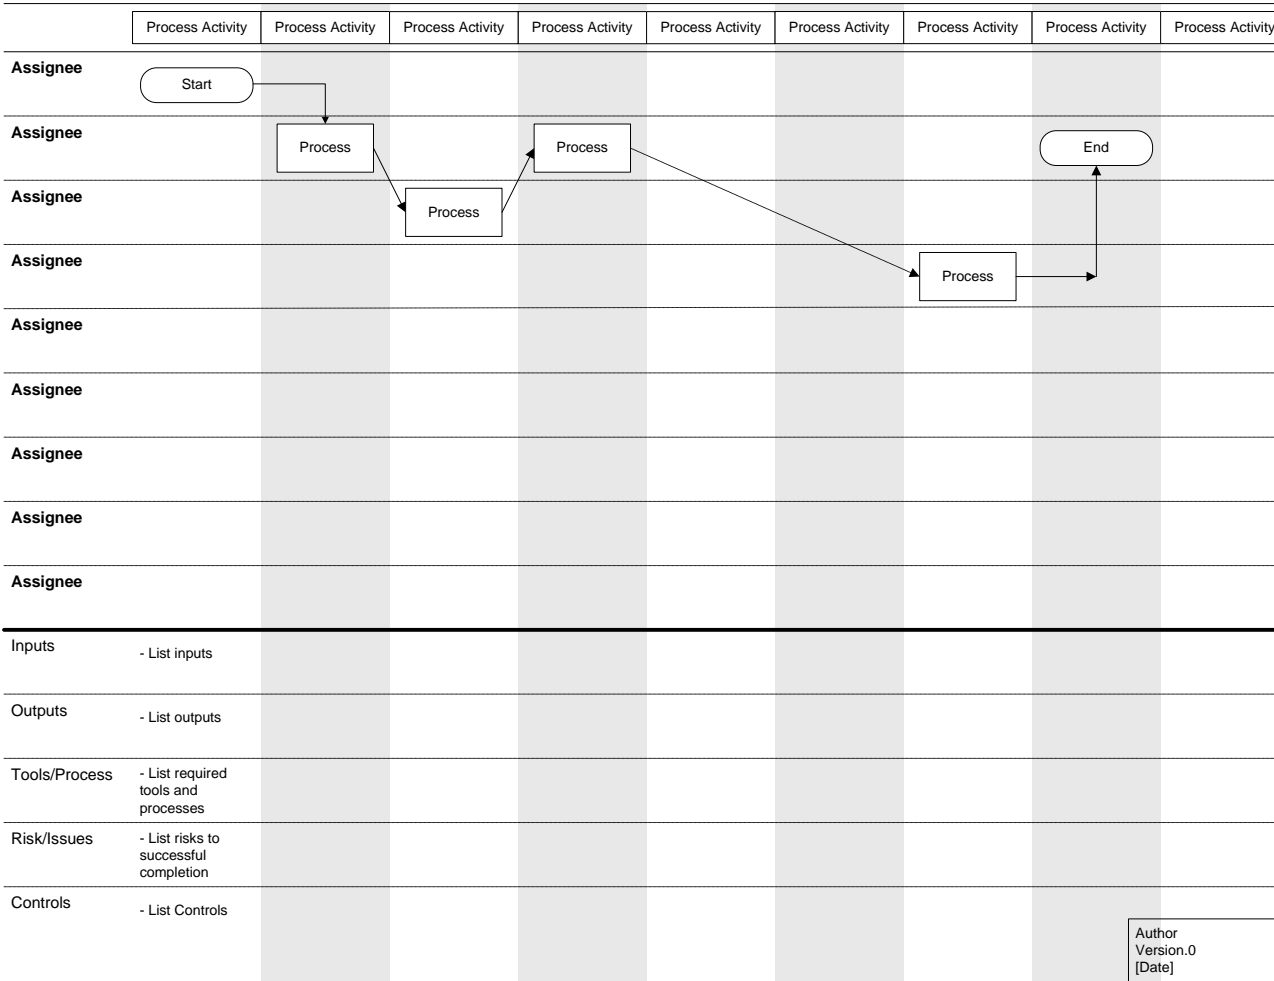 Process Activity Process Activity Process Activity Process Activity Process Activity Process Activity Process Activity Process Activity Process Activity
Assignee
Start
Assignee
Process
Process
End
Assignee
Process
Assignee
Process
Assignee
Assignee
Assignee
Assignee
Assignee
Inputs
- List inputs
Outputs
- List outputs
Tools/Process
- List required
tools and
processes
Risk/Issues
- List risks to
successful
completion
Controls
- List Controls
Author
Version.0
[Date]